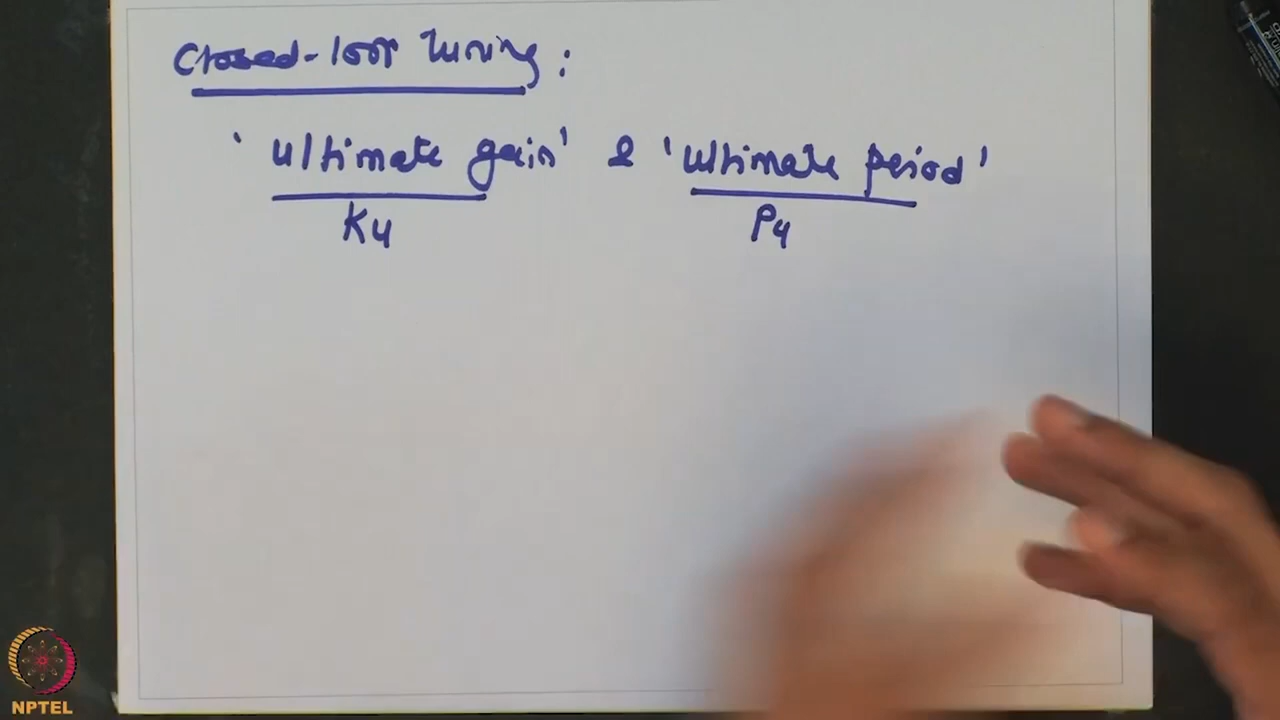 Closed-loop tuning :
'ultimate gain' & 'ultimate period'
Ku Pu
NPTEL